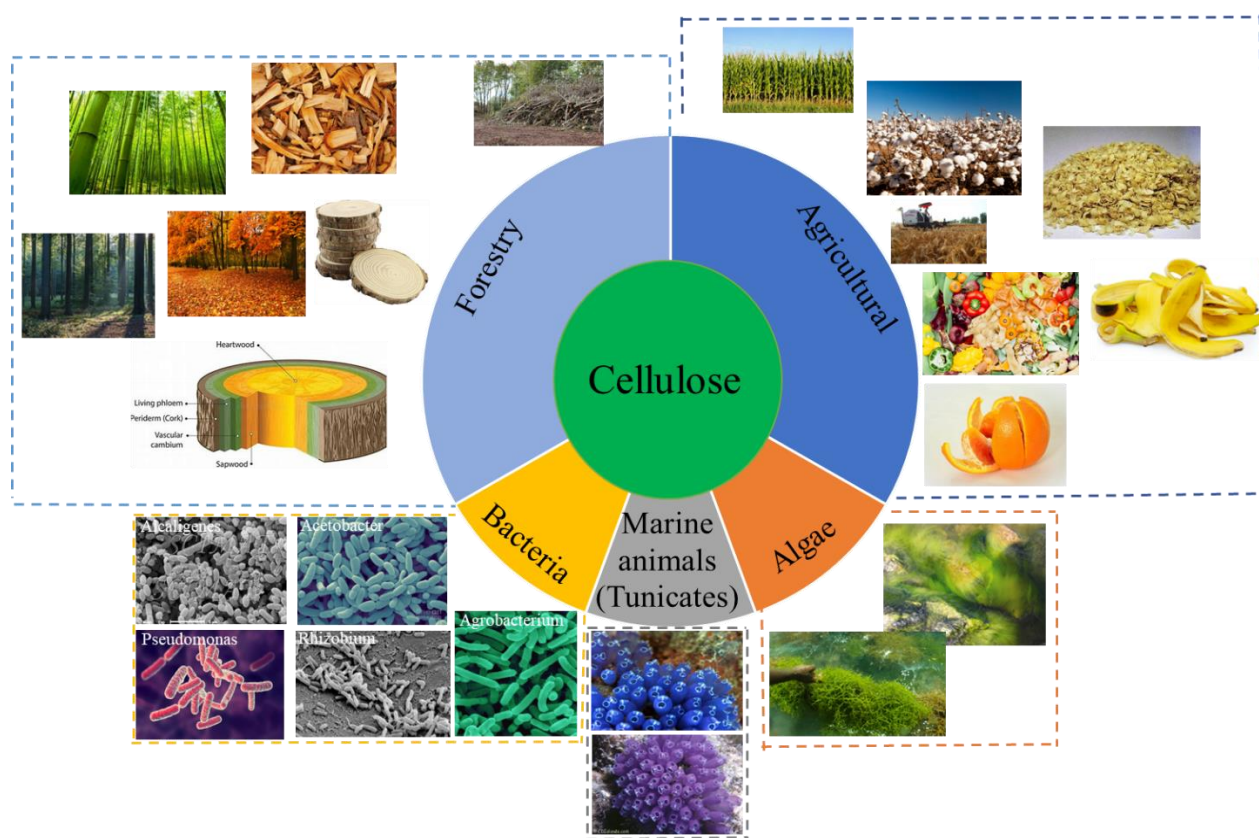 Forestry
Agricultural
Cellulose
Heartwood
Living phloem
Periderm (Cork)
Vascular
cambium
Sapwood
Bacteria
Marine
animals
(Tunicates)
Algae
Alcaligenes
Acetobacter
Pseudomonas
Rhizobium
Agrobacterium